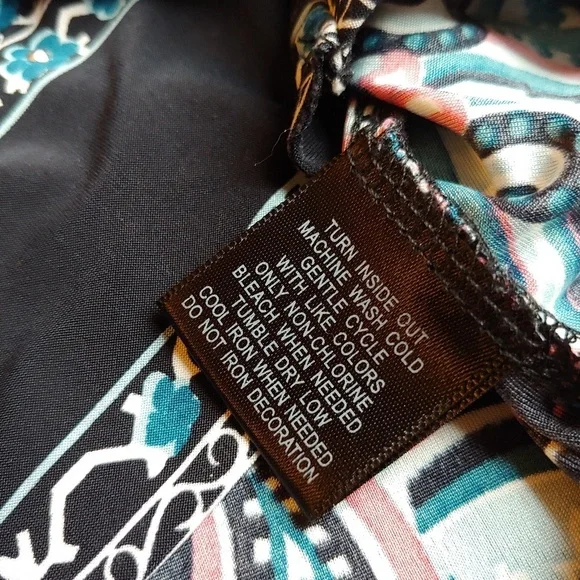 TURN INSIDE OUT
MACHINE WASH COLD
GENTLE CYCLE
WITH LIKE COLORS
ONLY NON-CHLORINE
BLEACH WHEN NEEDED
TUMBLE DRY LOW
COOL IRON WHEN NEEDED
DO NOT IRON DECORATION